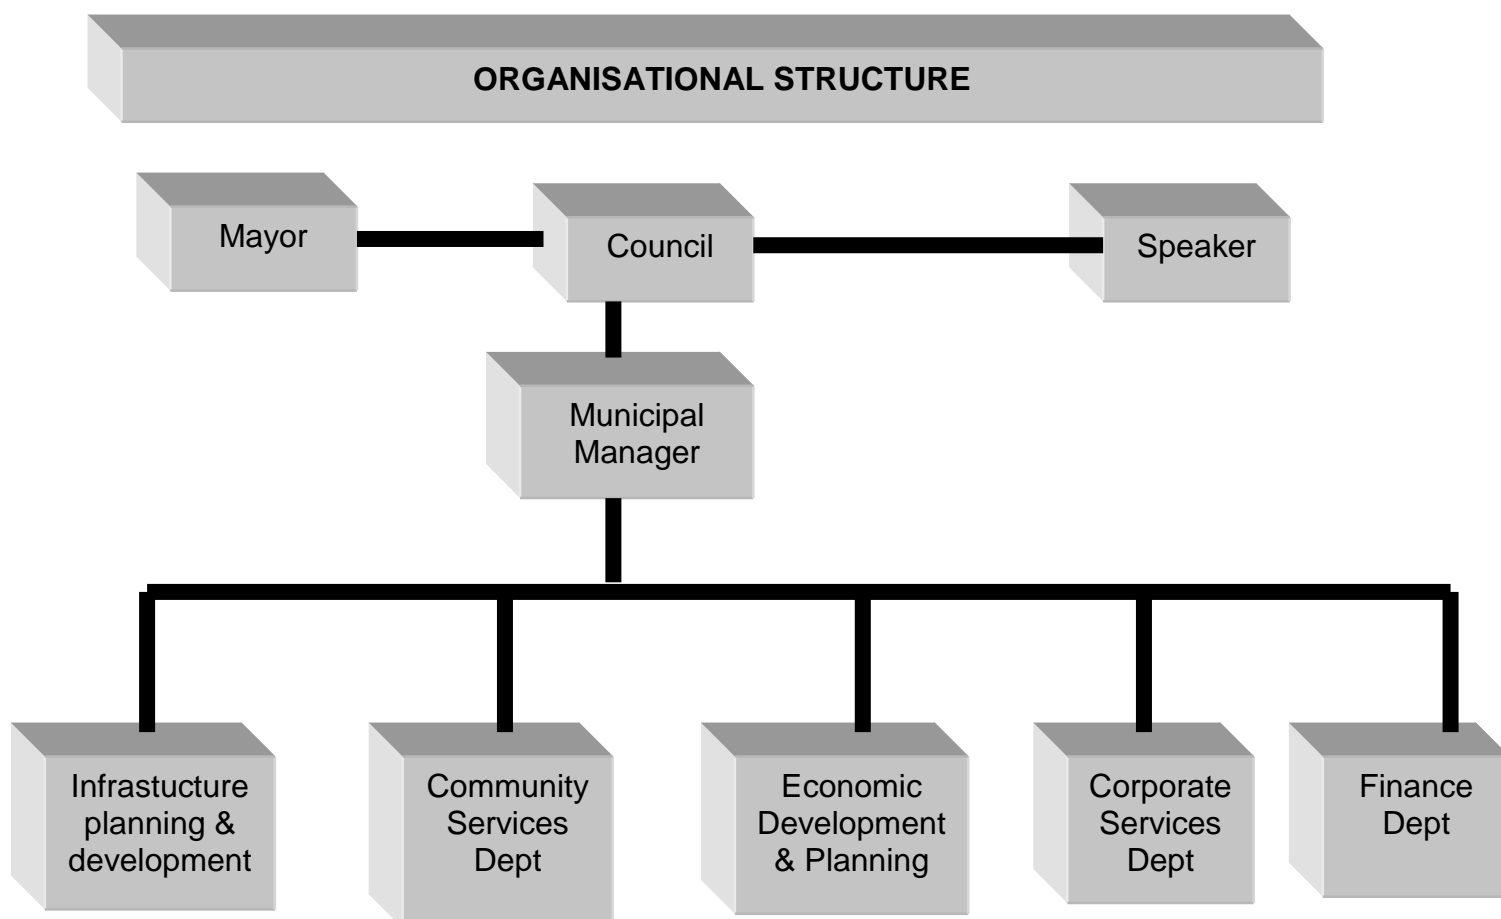 ORGANISATIONAL STRUCTURE
Mayor
Council
Speaker
Municipal
Manager
Infrastucture
planning &
development
Community
Services
Dept
Economic
Development
& Planning
Corporate
Services
Dept
Finance
Dept